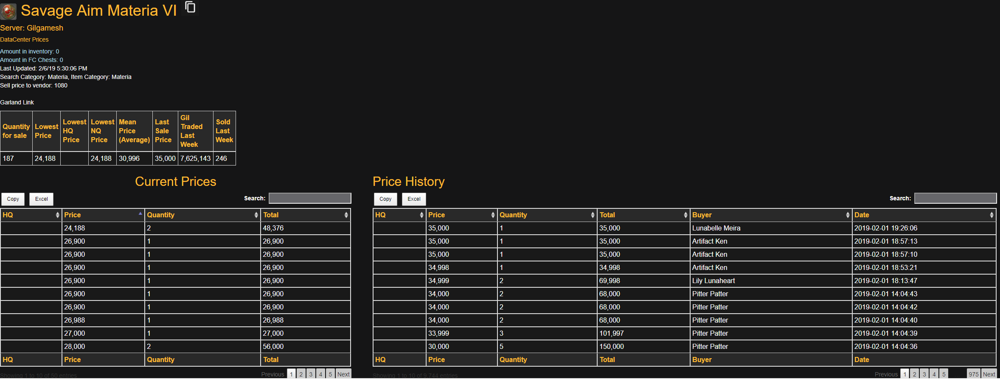 Savage Aim Materia VI
Server: Gilgamesh
DataCenter Prices
Amount in inventory: 0
Amount in FC Chests: 0
Last Updated: 2/6/19 5:30:06 PM
Search Category: Materia, Item Category: Materia
Sell price to vendor: 1080
Garland Link
Quantity for sale Lowest Price Lowest HQ Price Lowest NQ Price Mean Price (Average) Last Sale Price Gil Traded Last Week Sold Last Week
187 24,188 24,188 30,996 35,000 7,625,143 246
Current Prices
Copy Excel Search:
HQ Price Quantity Total
24,188 2 48,376
26,900 1 26,900
26,900 1 26,900
26,900 1 26,900
26,900 1 26,900
26,900 1 26,900
26,900 1 26,900
26,988 1 26,988
27,000 1 27,000
28,000 2 56,000
HQ Price Quantity Total
Showing 1 to 10 of 50 entries
Previous 1 2 3 4 5 Next
Price History
Copy Excel Search:
HQ Price Quantity Total Buyer Date
35,000 1 35,000 Lunabelle Meira 2019-02-01 19:26:06
35,000 1 35,000 Artifact Ken 2019-02-01 18:57:13
35,000 1 35,000 Artifact Ken 2019-02-01 18:57:10
34,998 1 34,998 Artifact Ken 2019-02-01 18:53:21
34,999 2 69,998 Lily Lunaheart 2019-02-01 18:13:47
34,000 2 68,000 Pitter Patter 2019-02-01 14:04:43
34,000 2 68,000 Pitter Patter 2019-02-01 14:04:42
34,000 2 68,000 Pitter Patter 2019-02-01 14:04:40
33,999 3 101,997 Pitter Patter 2019-02-01 14:04:39
30,000 5 150,000 Pitter Patter 2019-02-01 14:04:36
HQ Price Quantity Total Buyer Date
Showing 1 to 10 of 9,744 entries
Previous 1 2 3 4 5 975 Next